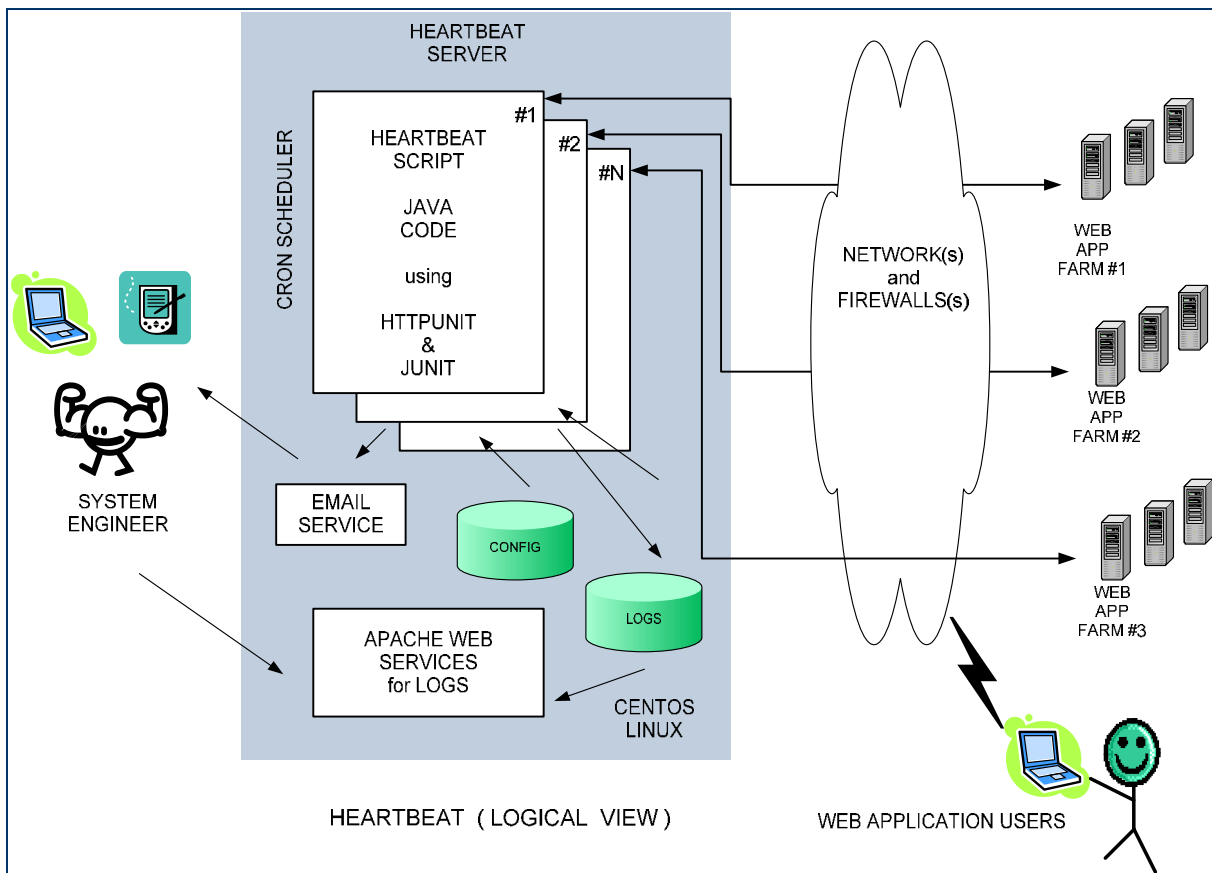 HEARTBEAT
SERVER
CRON SCHEDULER
#1
HEARTBEAT
SCRIPT
JAVA
CODE
using
HTTPUNIT
&
JUNIT
#2
#N
NETWORK(s)
and
FIREWALLS(s)
WEB
APP
FARM #1
WEB
APP
FARM #2
WEB
APP
FARM #3
SYSTEM
ENGINEER
EMAIL
SERVICE
CONFIG
LOGS
APACHE WEB
SERVICES
for LOGS
CENTOS
LINUX
HEARTBEAT ( LOGICAL VIEW )
WEB APPLICATION USERS